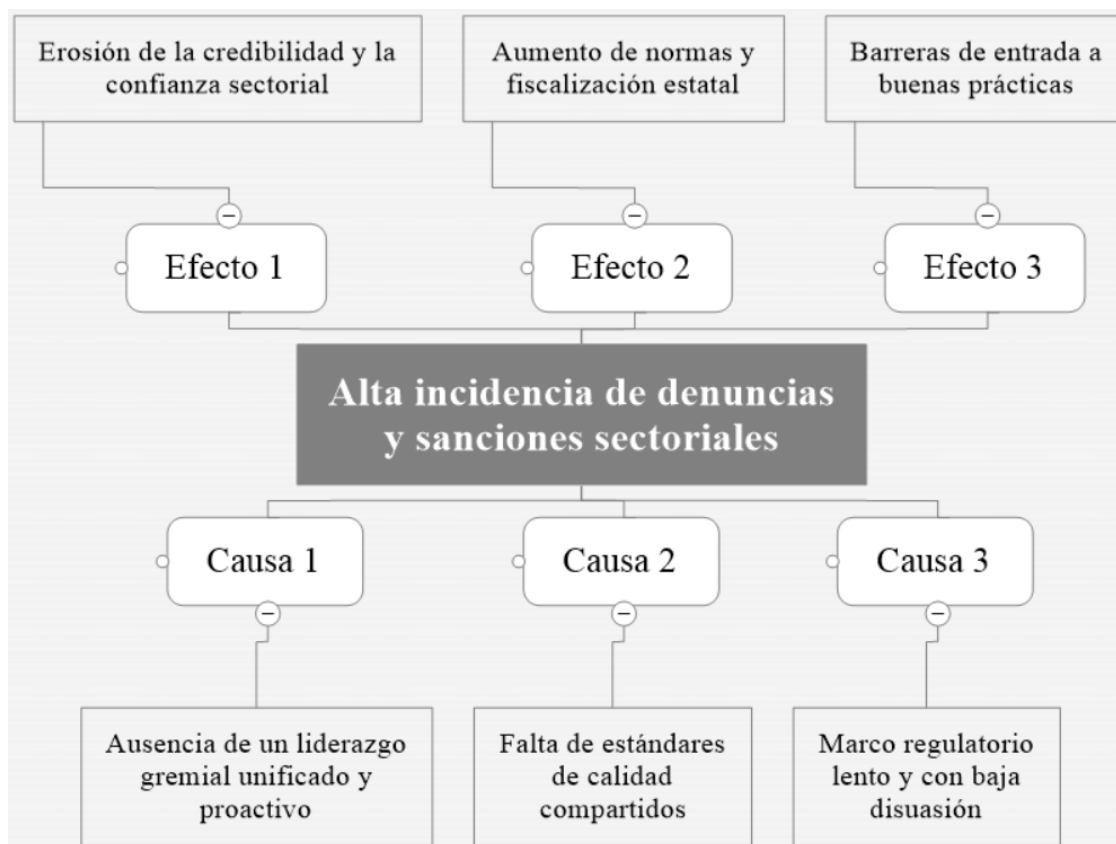 Erosión de la credibilidad y la
confianza sectorial
Aumento de normas y
fiscalización estatal
Barreras de entrada a
buenas prácticas
Efecto 1
Efecto 2
Efecto 3
Alta incidencia de denuncias
y sanciones sectoriales
Causa 1
Causa 2
Causa 3
Ausencia de un liderazgo
gremial unificado y
proactivo
Falta de estándares
de calidad
compartidos
Marco regulatorio
lento y con baja
disuasión